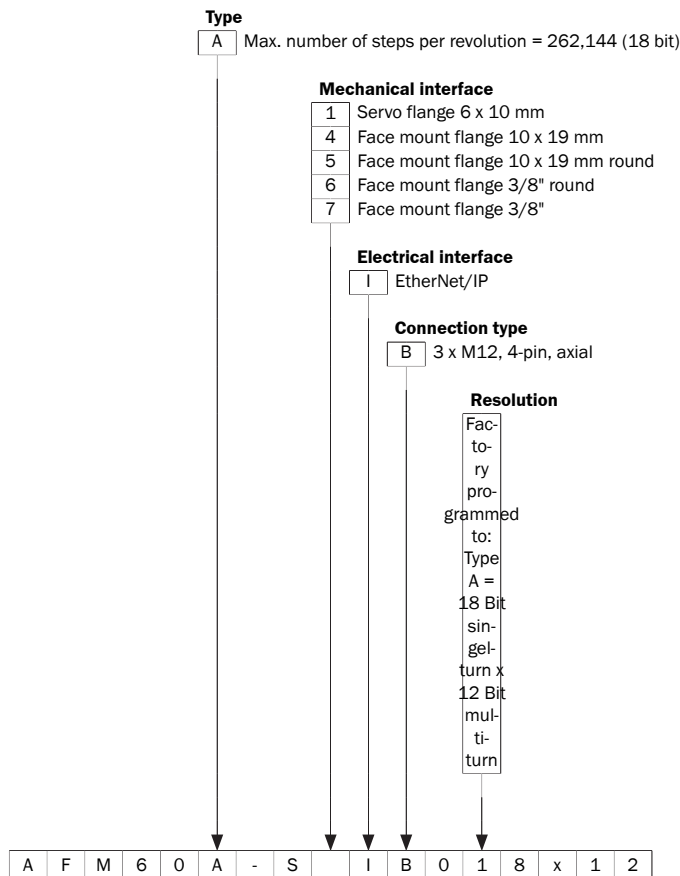 Type
A Max. number of steps per revolution = 262,144 (18 bit)
Mechanical interface
1 Servo flange 6 x 10 mm
4 Face mount flange 10 x 19 mm
5 Face mount flange 10 x 19 mm round
6 Face mount flange 3/8" round
7 Face mount flange 3/8"
Electrical interface
I EtherNet/IP
Connection type
B 3 x M12, 4-pin, axial
Resolution
Fac-
to-
ry
pro-
grammed
to:
Type
A =
18 Bit
sin-
gel-
turn x
12 Bit
mul-
ti-
turn
A F M 6 0 A - S I B 0 1 8 x 1 2